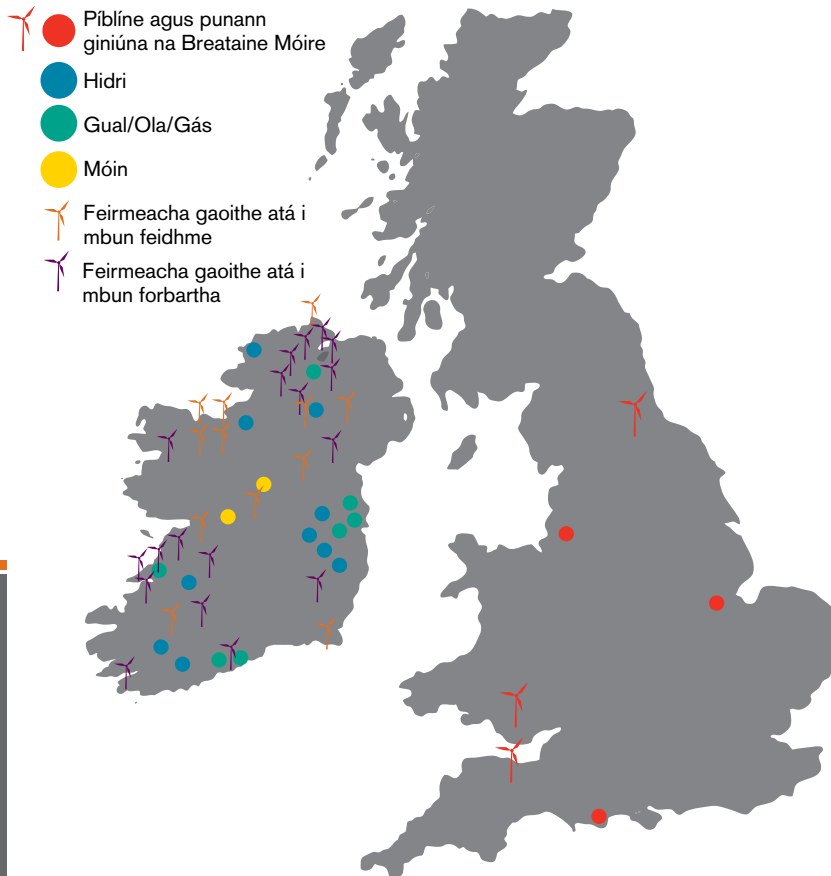 Píblíne agus punann
giniúna na Breataine Móire
Hidri
Gual/Ola/Gás
Móin
Feirmeacha gaoithe atá i
mbun feidhme
Feirmeacha gaoithe atá i
mbun forbartha